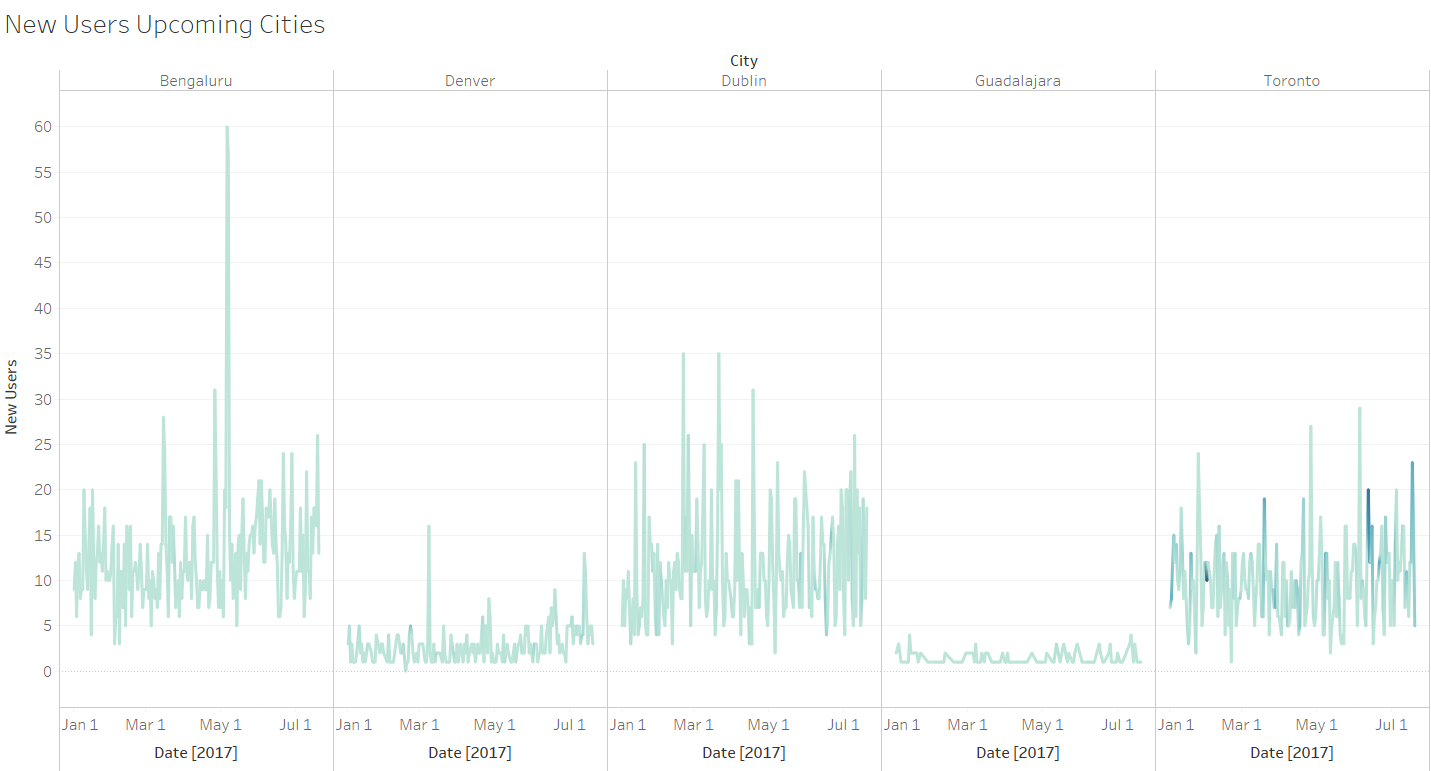 New Users Upcoming Cities
City
Bengaluru Denver Dublin Guadalajara Toronto
New Users
60
55
50
45
40
35
30
25
20
15
10
5
0
Jan 1 Mar 1 May 1 Jul 1 Jan 1 Mar 1 May 1 Jul 1 Jan 1 Mar 1 May 1 Jul 1 Jan 1 Mar 1 May 1 Jul 1 Jan 1 Mar 1 May 1 Jul 1
Date [2017] Date [2017] Date [2017] Date [2017] Date [2017]